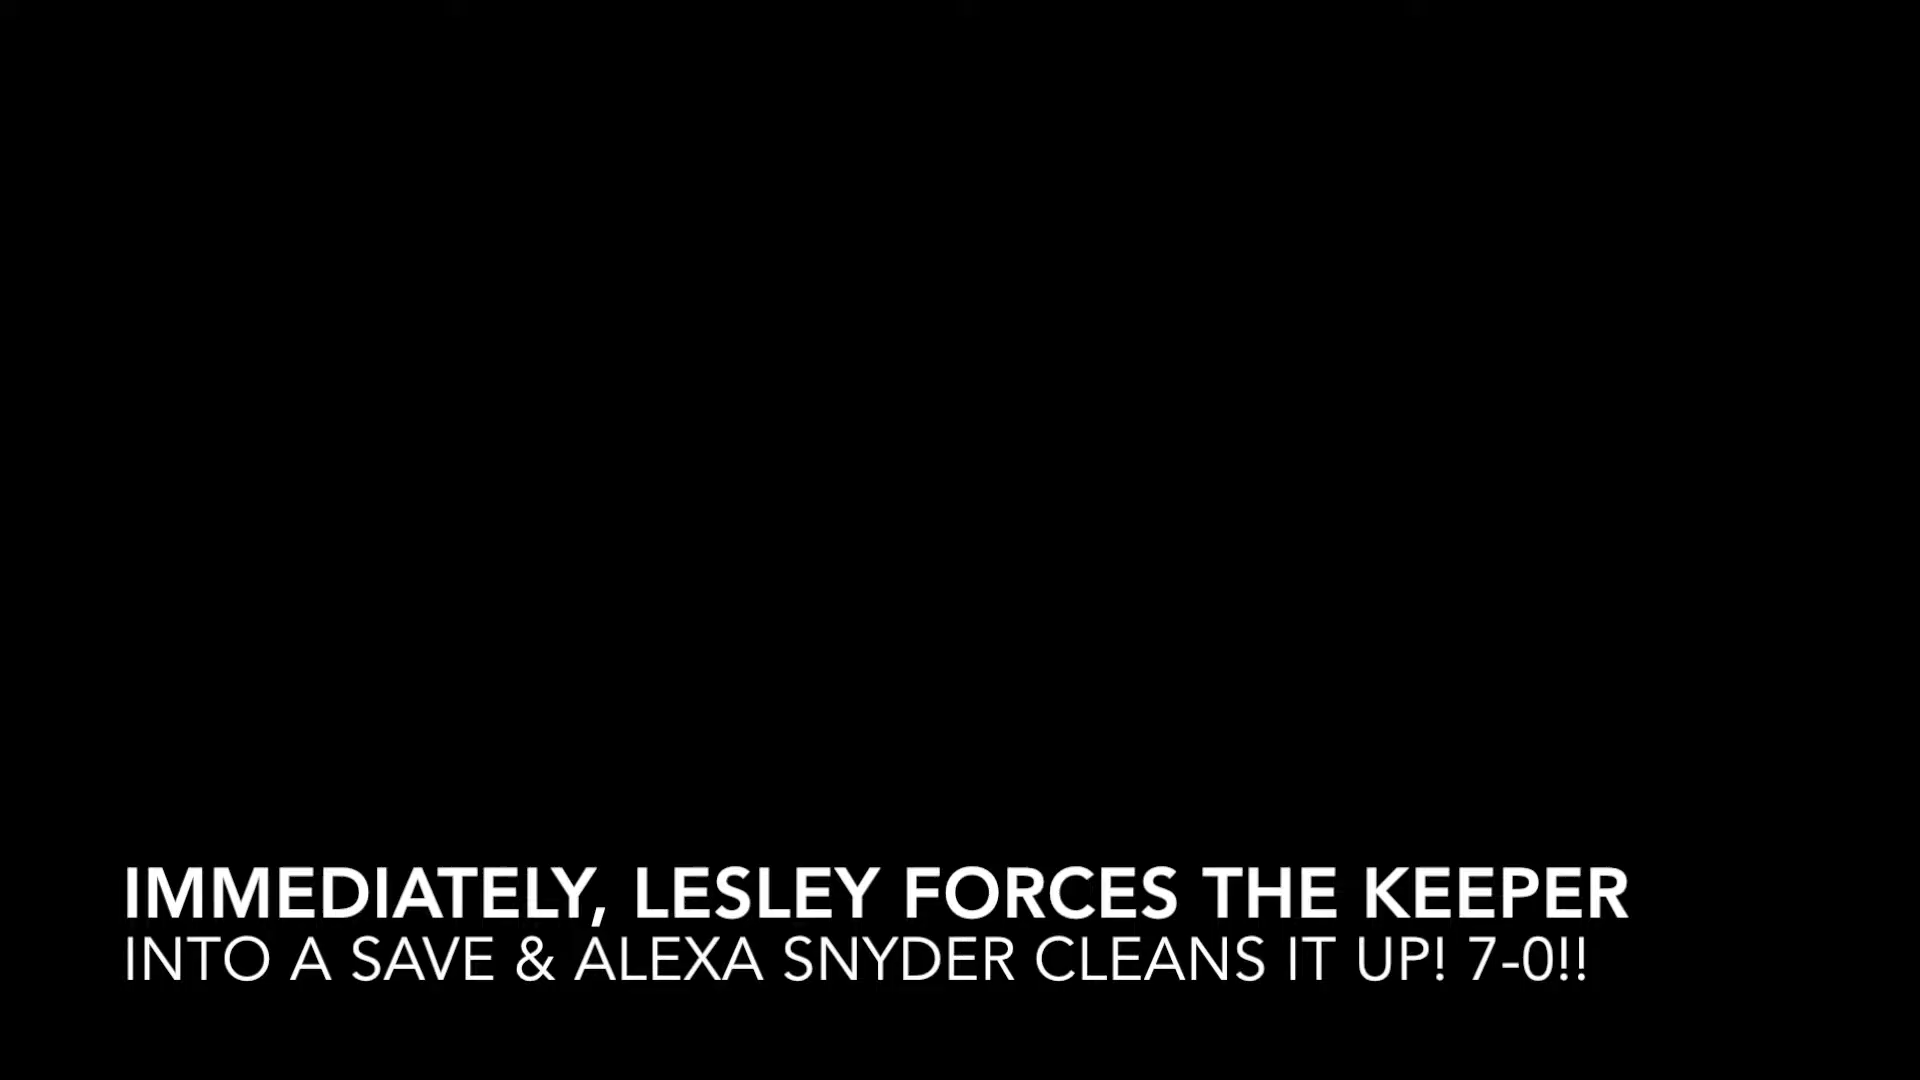 IMMEDIATELY, LESLEY FORCES THE KEEPER
INTO A SAVE & ALEXA SNYDER CLEANS IT UP! 7-0!!